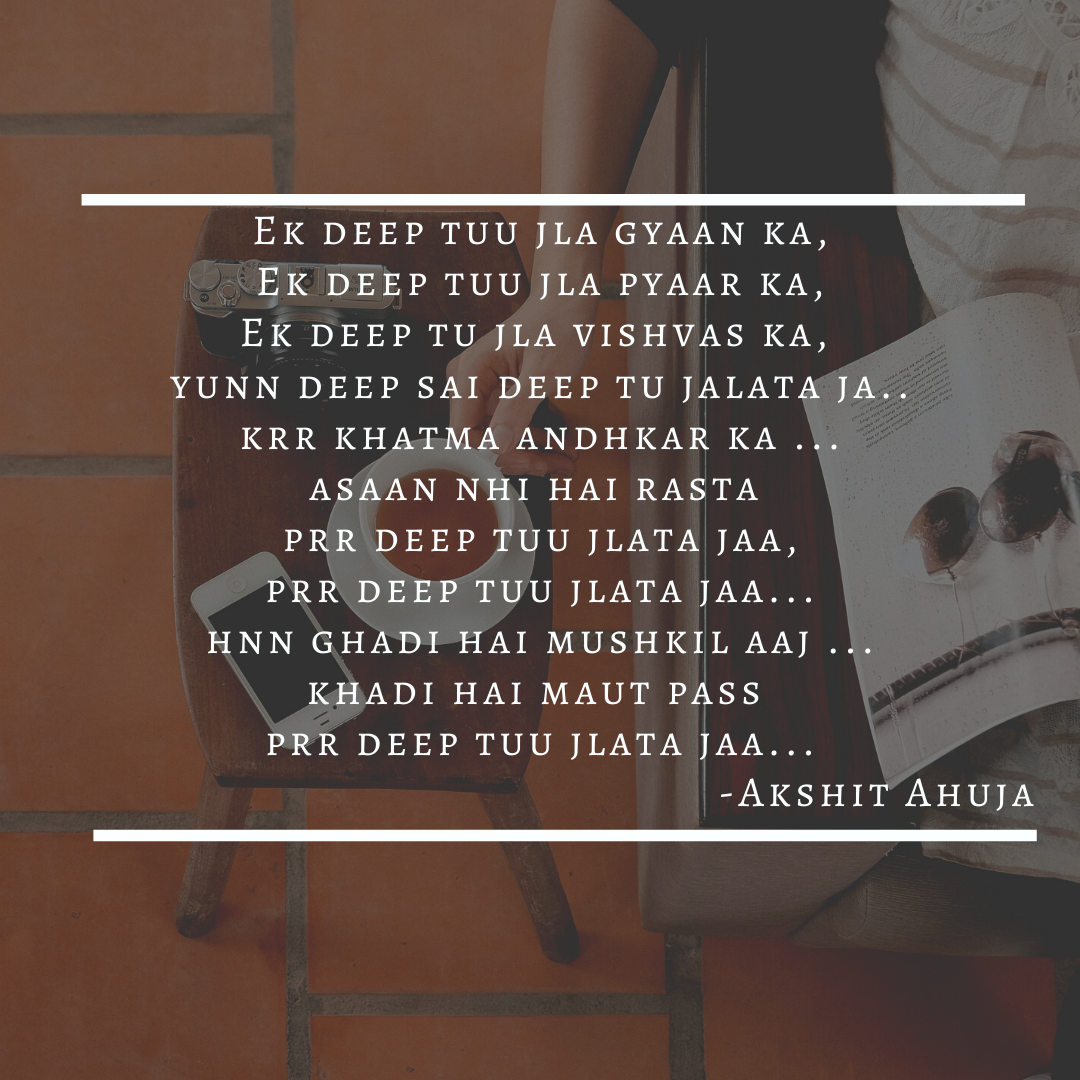 Ek deep tuu jla gyaan ka,
Ek deep tuu jla pyaar ka,
Ek deep tu jla vishvas ka,
yunn deep sai deep tu jalata ja..
krr khatma andhkar ka ...
asaan nhi hai rasta
prr deep tuu jlata jaa,
prr deep tuu jlata jaa...
hnn ghadi hai mushkil aaj ...
khadi hai maut pass
prr deep tuu jlata jaa...
-Akshit Ahuja